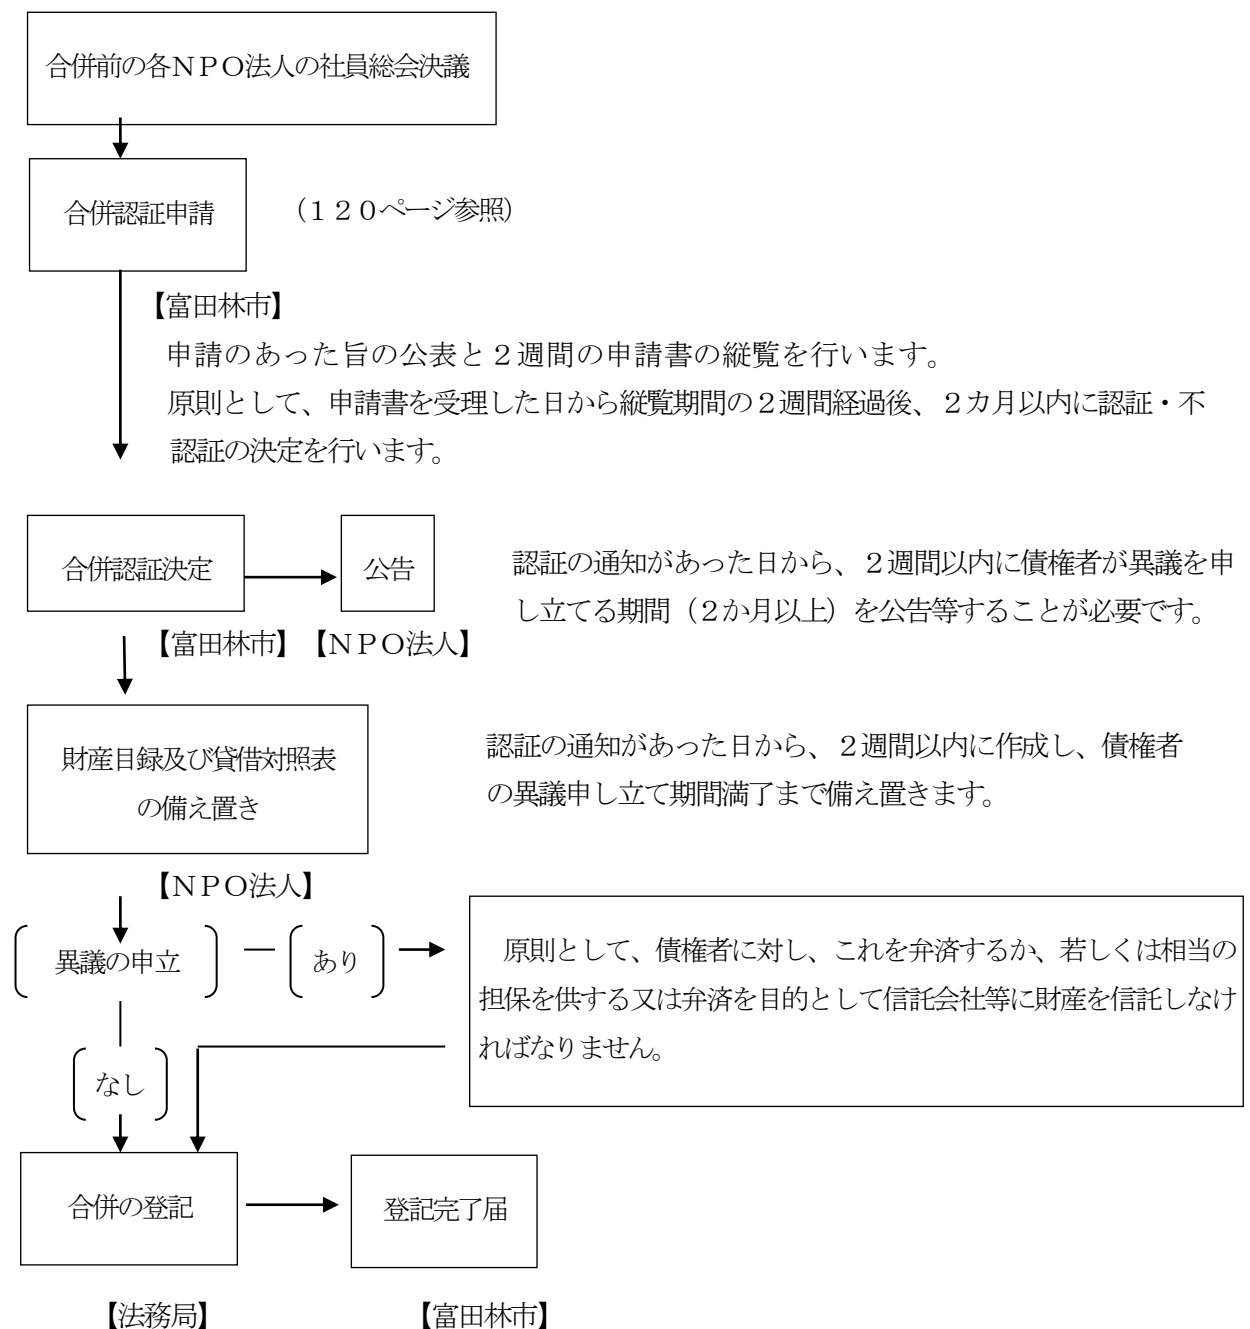 合併前の各ＮＰＯ法人の社員総会決議
合併認証申請
（１２０ページ参照）
【富田林市】
申請のあった旨の公表と２週間の申請書の縦覧を行います。
原則として、申請書を受理した日から縦覧期間の２週間経過後、２カ月以内に認証・不
認証の決定を行います。
合併認証決定
公告
認証の通知があった日から、２週間以内に債権者が異議を申
し立てる期間（２か月以上）を公告等することが必要です。
【富田林市】【ＮＰＯ法人】
財産目録及び貸借対照表
の備え置き
認証の通知があった日から、２週間以内に作成し、債権者
の異議申し立て期間満了まで備え置きます。
【ＮＰＯ法人】
異議の申立
あり
原則として、債権者に対し、これを弁済するか、若しくは相当の
担保を供する又は弁済を目的として信託会社等に財産を信託しなけ
ればなりません。
なし
合併の登記
登記完了届
【法務局】
【富田林市】